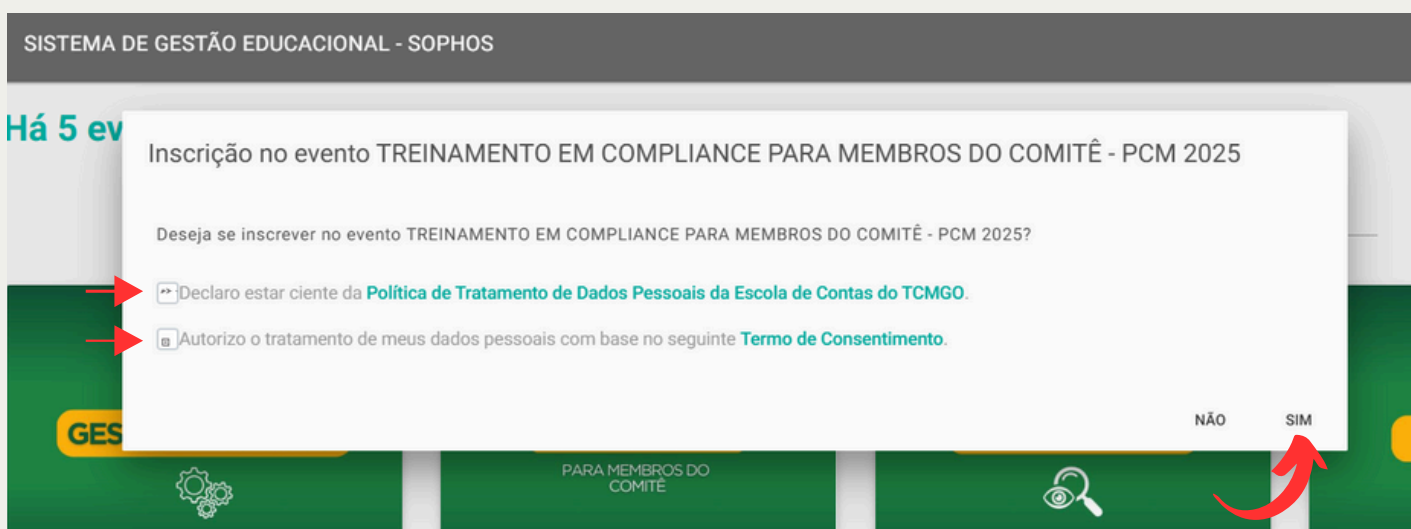 SISTEMA DE GESTÃO EDUCACIONAL - SOPHOS
Há 5 ev
Inscrição no evento TREINAMENTO EM COMPLIANCE PARA MEMBROS DO COMITÊ - PCM 2025
Deseja se inscrever no evento TREINAMENTO EM COMPLIANCE PARA MEMBROS DO COMITÊ - PCM 2025?
Declaro estar ciente da Política de Tratamento de Dados Pessoais da Escola de Contas do TCMGO.
Autorizo o tratamento de meus dados pessoais com base no seguinte Termo de Consentimento.
NÃO SIM
GES
PARA MEMBROS DO
COMITÊ